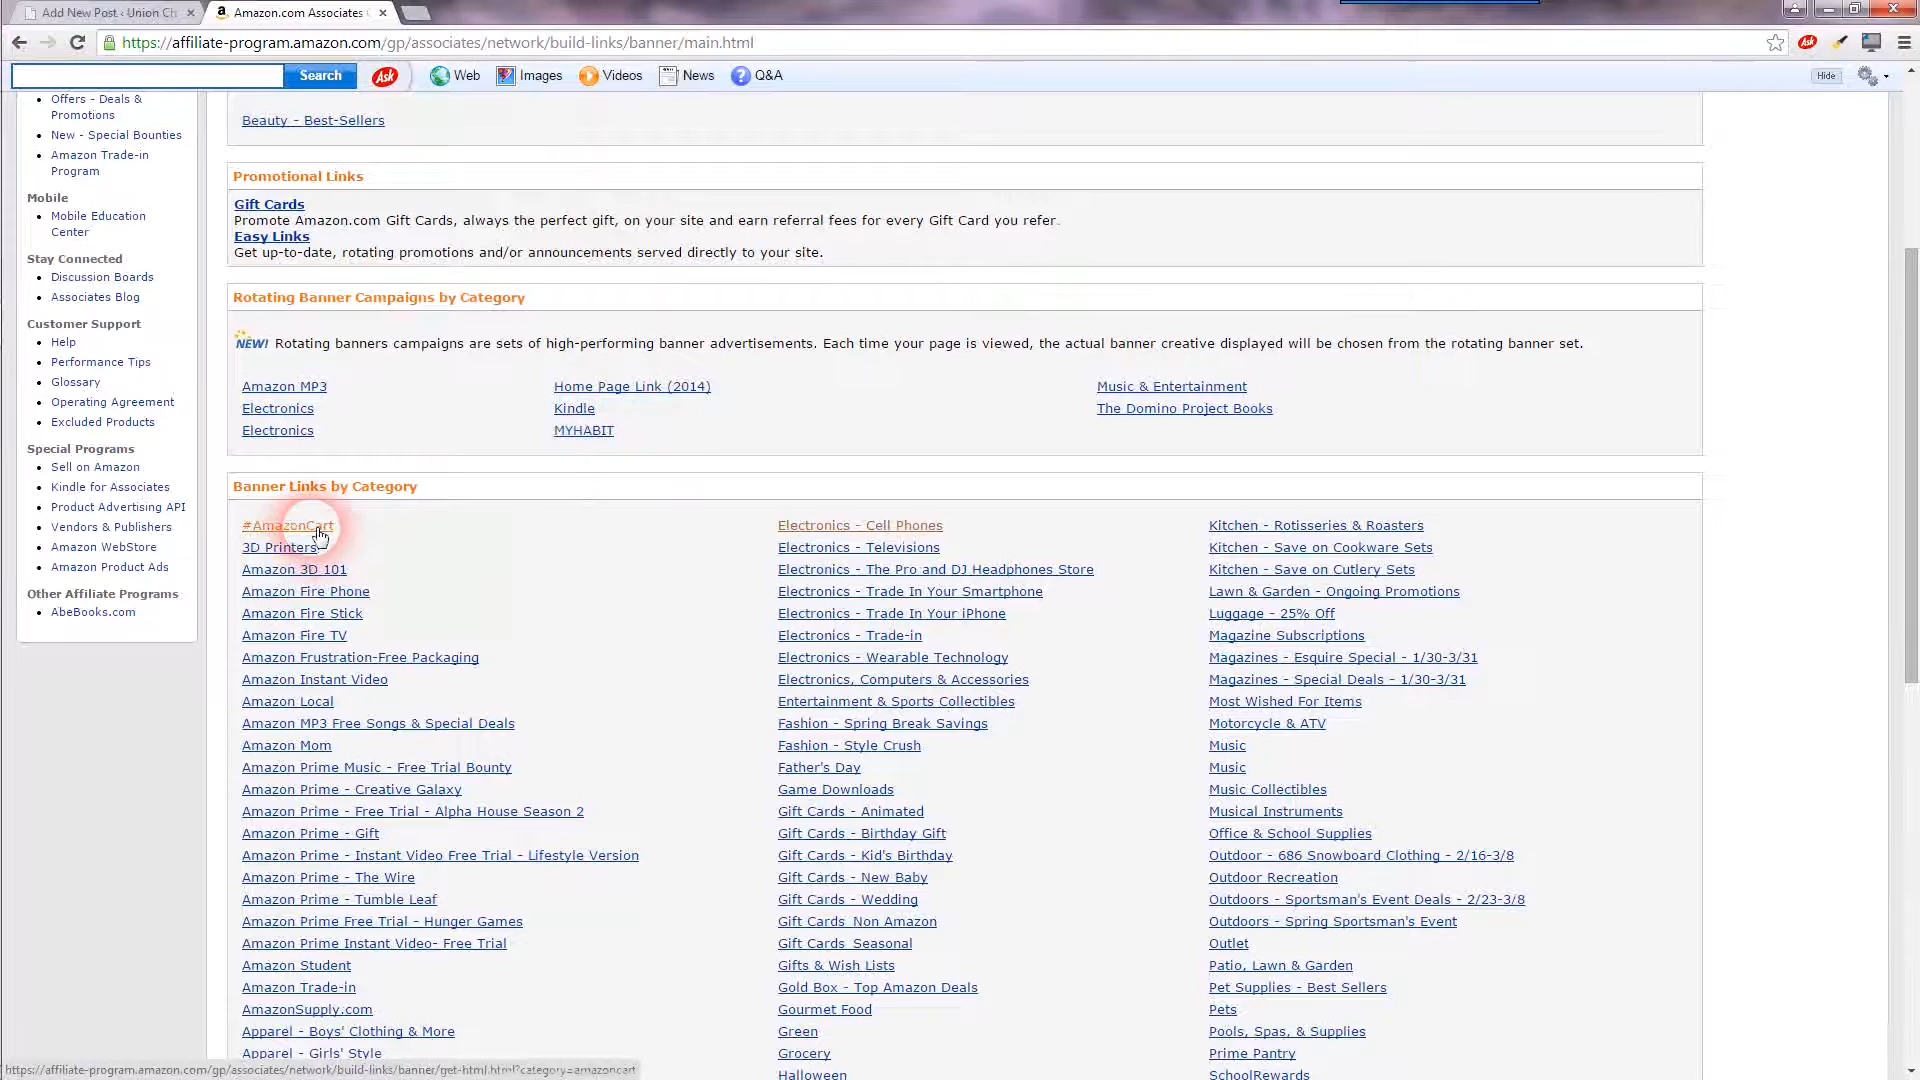 Add New Post ‹ Union Ch
Amazon.com Associates
https://affiliate-program.amazon.com/gp/associates/network/build-links/banner/main.html
Search
Ask
Web
Images
Videos
News
Q&A
Hide
Offers - Deals &
Promotions
New - Special Bounties
Amazon Trade-in
Program
Mobile
Mobile Education
Center
Stay Connected
Discussion Boards
Associates Blog
Customer Support
Help
Performance Tips
Glossary
Operating Agreement
Excluded Products
Special Programs
Sell on Amazon
Kindle for Associates
Product Advertising API
Vendors & Publishers
Amazon WebStore
Amazon Product Ads
Other Affiliate Programs
AbeBooks.com
Beauty - Best-Sellers
Promotional Links
Gift Cards
Promote Amazon.com Gift Cards, always the perfect gift, on your site and earn referral fees for every Gift Card you refer.
Easy Links
Get up-to-date, rotating promotions and/or announcements served directly to your site.
Rotating Banner Campaigns by Category
NEW! Rotating banners campaigns are sets of high-performing banner advertisements. Each time your page is viewed, the actual banner creative displayed will be chosen from the rotating banner set.
Amazon MP3
Electronics
Electronics
Home Page Link (2014)
Kindle
MYHABIT
Music & Entertainment
The Domino Project Books
Banner Links by Category
#AmazonCart
3D Printers
Amazon 3D 101
Amazon Fire Phone
Amazon Fire Stick
Amazon Fire TV
Amazon Frustration-Free Packaging
Amazon Instant Video
Amazon Local
Amazon MP3 Free Songs & Special Deals
Amazon Mom
Amazon Prime Music - Free Trial Bounty
Amazon Prime - Creative Galaxy
Amazon Prime - Free Trial - Alpha House Season 2
Amazon Prime - Gift
Amazon Prime - Instant Video Free Trial - Lifestyle Version
Amazon Prime - The Wire
Amazon Prime - Tumble Leaf
Amazon Prime Free Trial - Hunger Games
Amazon Prime Instant Video- Free Trial
Amazon Student
Amazon Trade-in
AmazonSupply.com
Apparel - Boys' Clothing & More
Apparel - Girls' Style
Electronics - Cell Phones
Electronics - Televisions
Electronics - The Pro and DJ Headphones Store
Electronics - Trade In Your Smartphone
Electronics - Trade In Your iPhone
Electronics - Trade-in
Electronics - Wearable Technology
Electronics, Computers & Accessories
Entertainment & Sports Collectibles
Fashion - Spring Break Savings
Fashion - Style Crush
Father's Day
Game Downloads
Gift Cards - Animated
Gift Cards - Birthday Gift
Gift Cards - Kid's Birthday
Gift Cards - New Baby
Gift Cards - Wedding
Gift Cards Non Amazon
Gift Cards Seasonal
Gifts & Wish Lists
Gold Box - Top Amazon Deals
Gourmet Food
Green
Grocery
Halloween
Kitchen - Rotisseries & Roasters
Kitchen - Save on Cookware Sets
Kitchen - Save on Cutlery Sets
Lawn & Garden - Ongoing Promotions
Luggage - 25% Off
Magazine Subscriptions
Magazines - Esquire Special - 1/30-3/31
Magazines - Special Deals - 1/30-3/31
Most Wished For Items
Motorcycle & ATV
Music
Music
Music Collectibles
Musical Instruments
Office & School Supplies
Outdoor - 686 Snowboard Clothing - 2/16-3/8
Outdoor Recreation
Outdoors - Sportsman's Event Deals - 2/23-3/8
Outdoors - Spring Sportsman's Event
Outlet
Patio, Lawn & Garden
Pet Supplies - Best Sellers
Pets
Pools, Spas, & Supplies
Prime Pantry
SchoolRewards
https://affiliate-program.amazon.com/gp/associates/network/build-links/banner/get-html.html?category=amazoncart